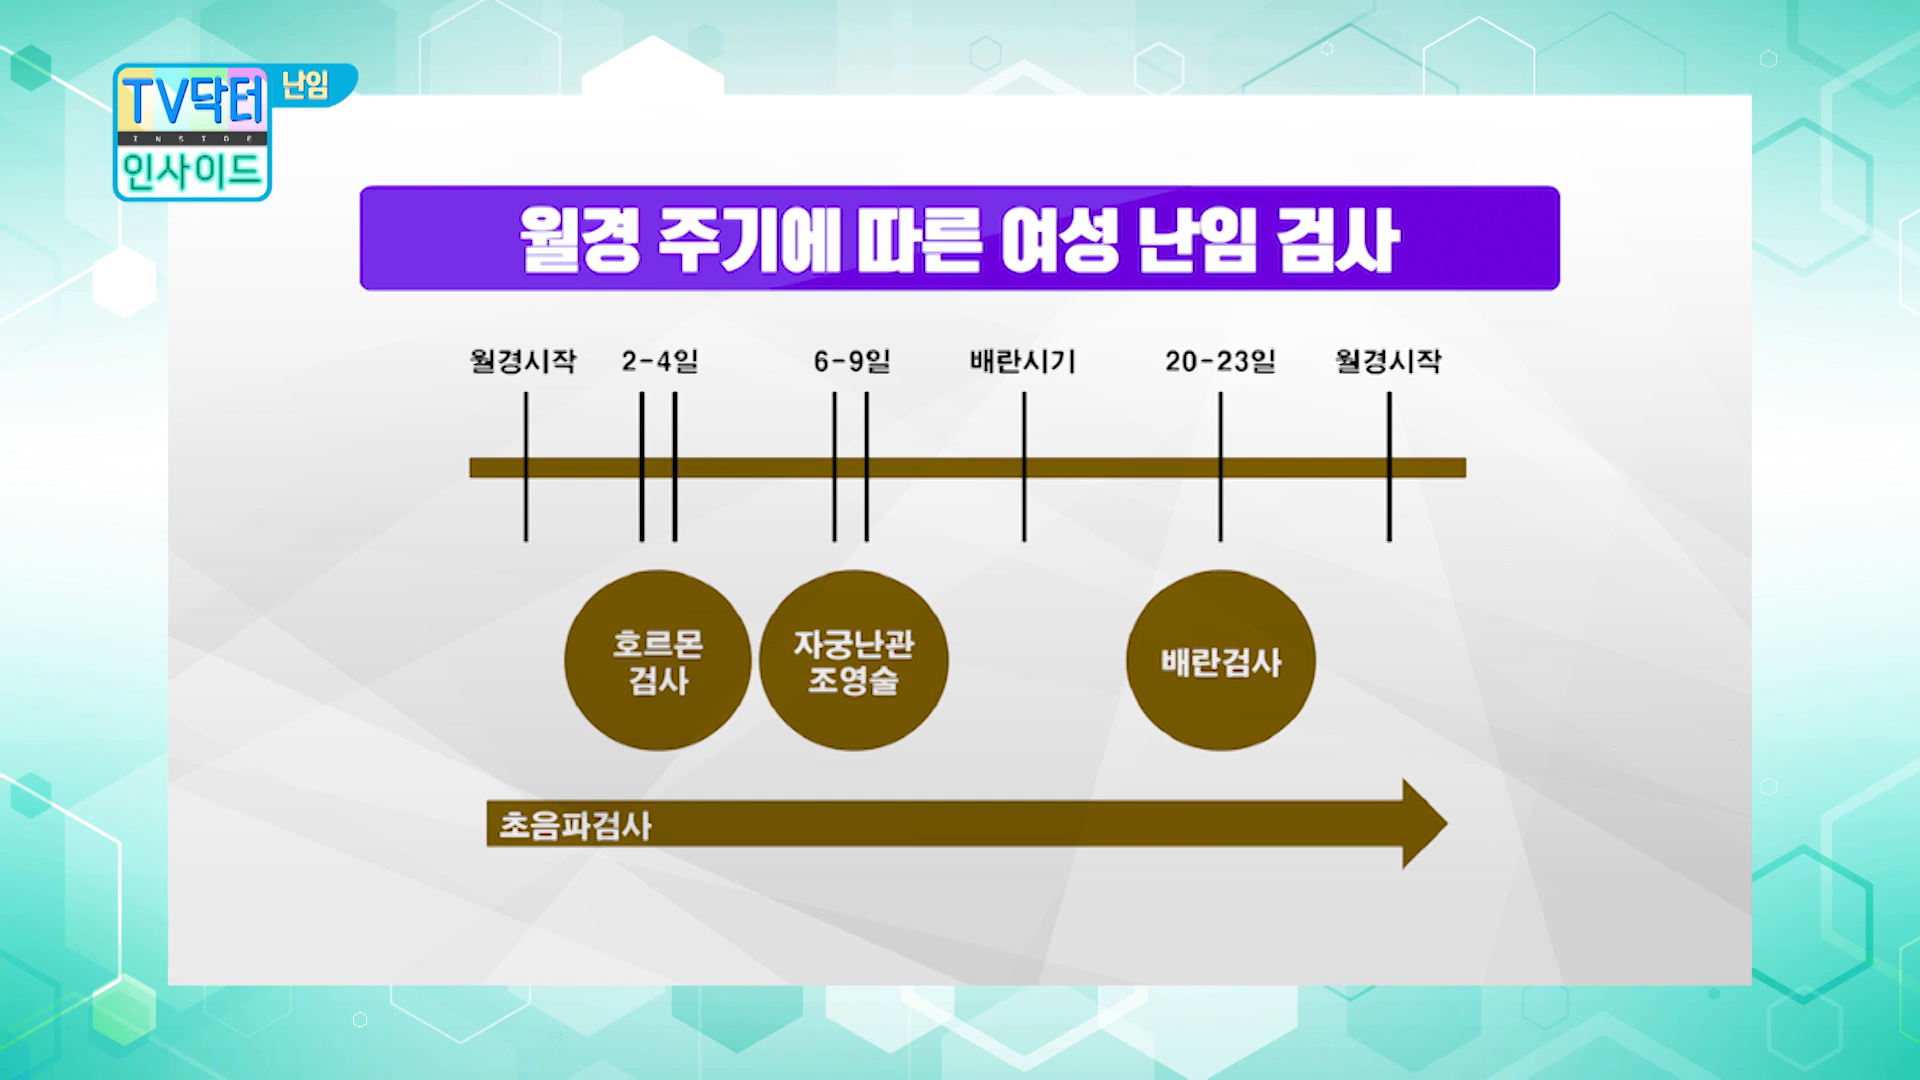 TV닥터
난임
INSIDE
인사이드
월경 주기에 따른 여성 난임 검사
월경시작 2-4일 6-9일 배란시기 20-23일 월경시작
호르몬
검사
자궁난관
조영술
배란검사
초음파검사